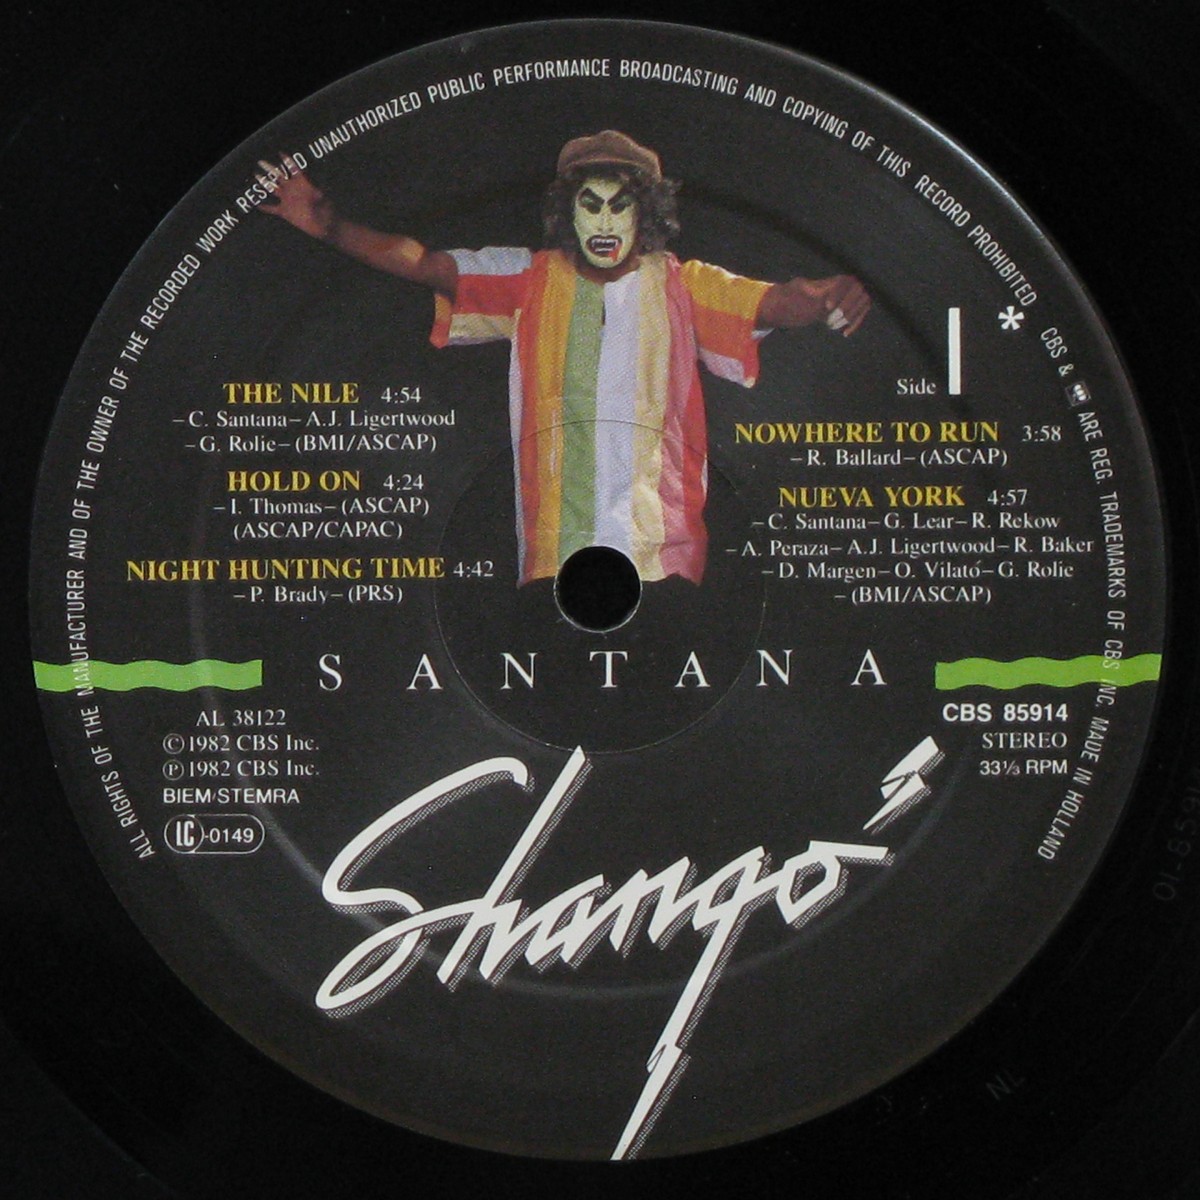 ALL RIGHTS OF THE MANUFACTURER AND OF THE OWNER OF THE RECORDED WORK RESERVED UNAUTHORIZED PUBLIC PERFORMANCE BROADCASTING AND COPYING OF THIS RECORD PROHIBITED
* CBS & ARE REG. TRADEMARKS OF CBS INC. MADE IN HOLLAND
Side 1
THE NILE 4:54
–C. Santana–A.J. Ligertwood
–G. Rolie–(BMI/ASCAP)
HOLD ON 4:24
–I. Thomas–(ASCAP)
(ASCAP/CAPAC)
NIGHT HUNTING TIME 4:42
–P. Brady–(PRS)
NOWHERE TO RUN 3:58
–R. Ballard–(ASCAP)
NUEVA YORK 4:57
–C. Santana–G. Lear–R. Rekow
–A. Peraza–A.J. Ligertwood–R. Baker
–D. Margen–O. Vilató–G. Rolie
–(BMI/ASCAP)
SANTANA
AL 38122
©1982 CBS Inc.
℗1982 CBS Inc.
BIEM/STEMRA
LC-0149
CBS 85914
STEREO
33⅓ RPM
Shangó
NL